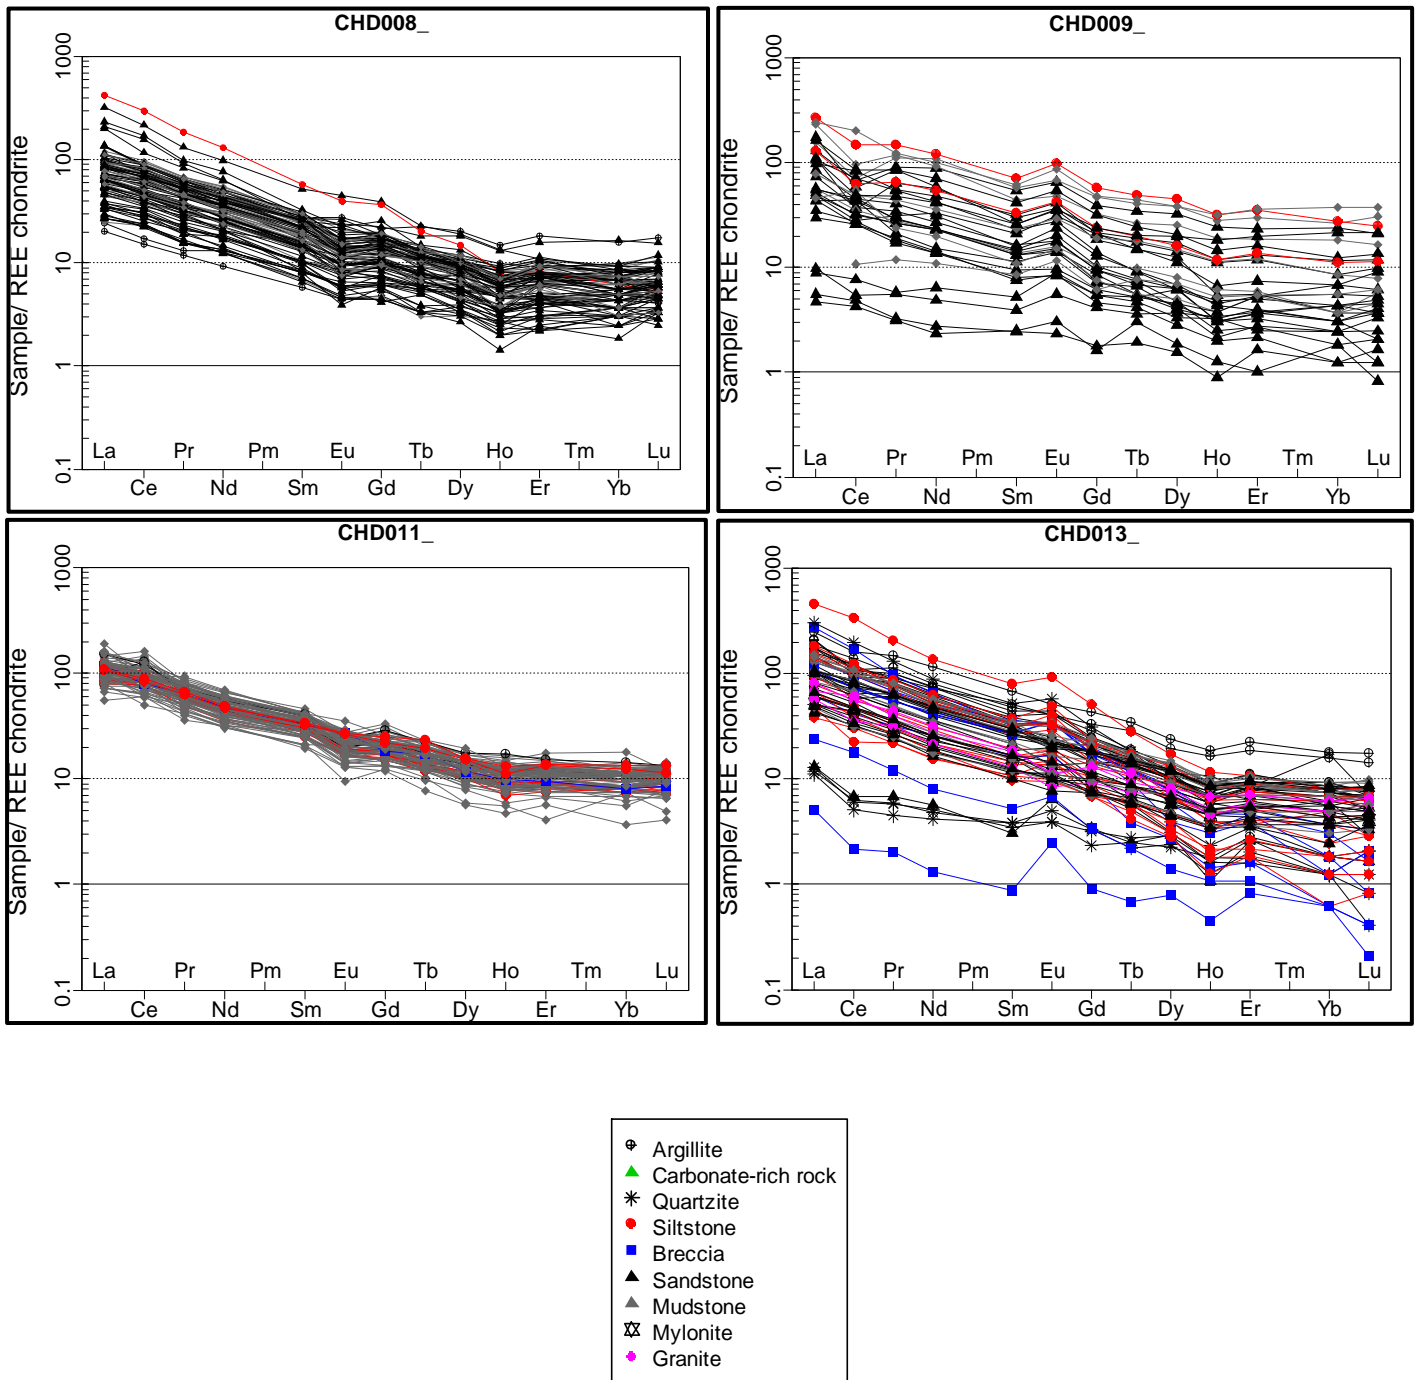 CHD008_
Sample/ REE chondrite
1000
100
10
1
0.1
La Pr Pm Eu Tb Ho Tm Lu
Ce Nd Sm Gd Dy Er Yb
CHD009_
Sample/ REE chondrite
1000
100
10
1
0.1
La Pr Pm Eu Tb Ho Tm Lu
Ce Nd Sm Gd Dy Er Yb
CHD011_
Sample/ REE chondrite
1000
100
10
1
0.1
La Pr Pm Eu Tb Ho Tm Lu
Ce Nd Sm Gd Dy Er Yb
CHD013_
Sample/ REE chondrite
1000
100
10
1
0.1
La Pr Pm Eu Tb Ho Tm Lu
Ce Nd Sm Gd Dy Er Yb
Argillite
Carbonate-rich rock
Quartzite
Siltstone
Breccia
Sandstone
Mudstone
Mylonite
Granite